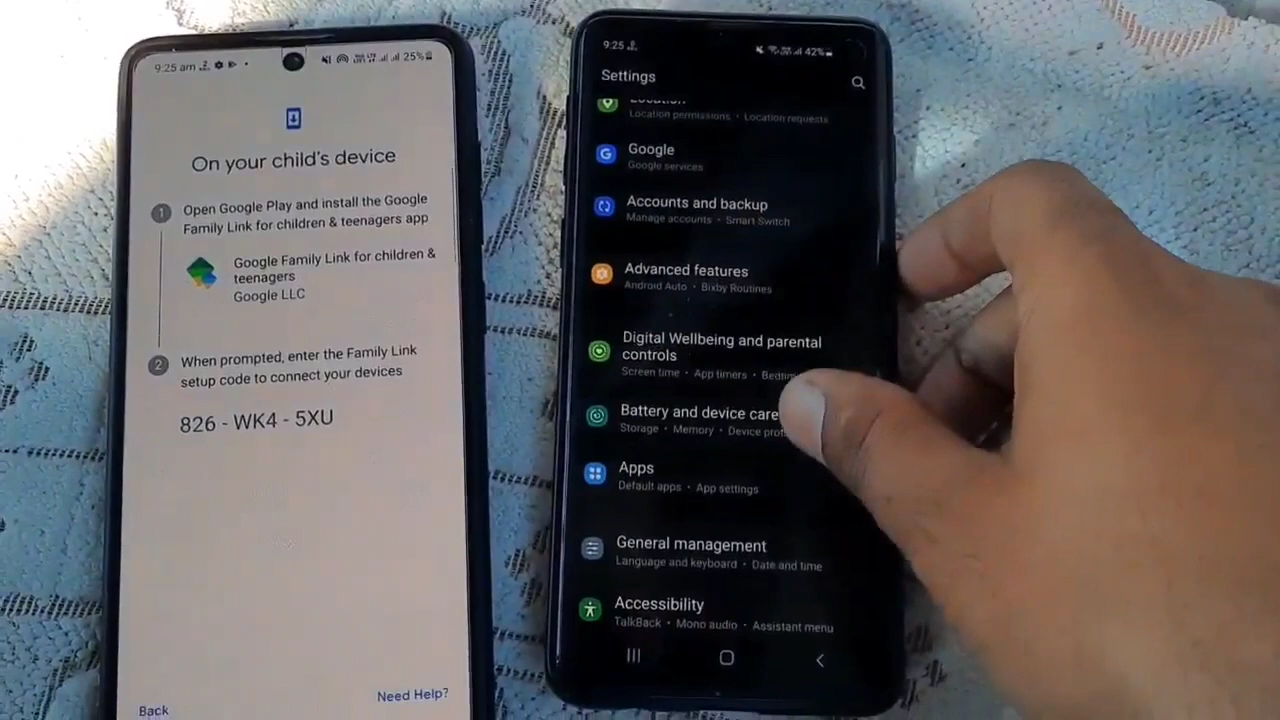 9:25 am
25%
On your child's device
1
Open Google Play and install the Google
Family Link for children & teenagers app
Google Family Link for children &
teenagers
Google LLC
2
When prompted, enter the Family Link
setup code to connect your devices
826 - WK4 - 5XU
Need Help?
Back
9:25
42%
Settings
Location
Location permissions • Location requests
Google
Google services
Accounts and backup
Manage accounts • Smart Switch
Advanced features
Android Auto • Bixby Routines
Digital Wellbeing and parental
controls
Screen time • App timers •
Battery and device care
Storage • Memory • Device
Apps
Default apps • App settings
General management
Language and keyboard • Date and time
Accessibility
TalkBack • Mono audio • Assistant menu